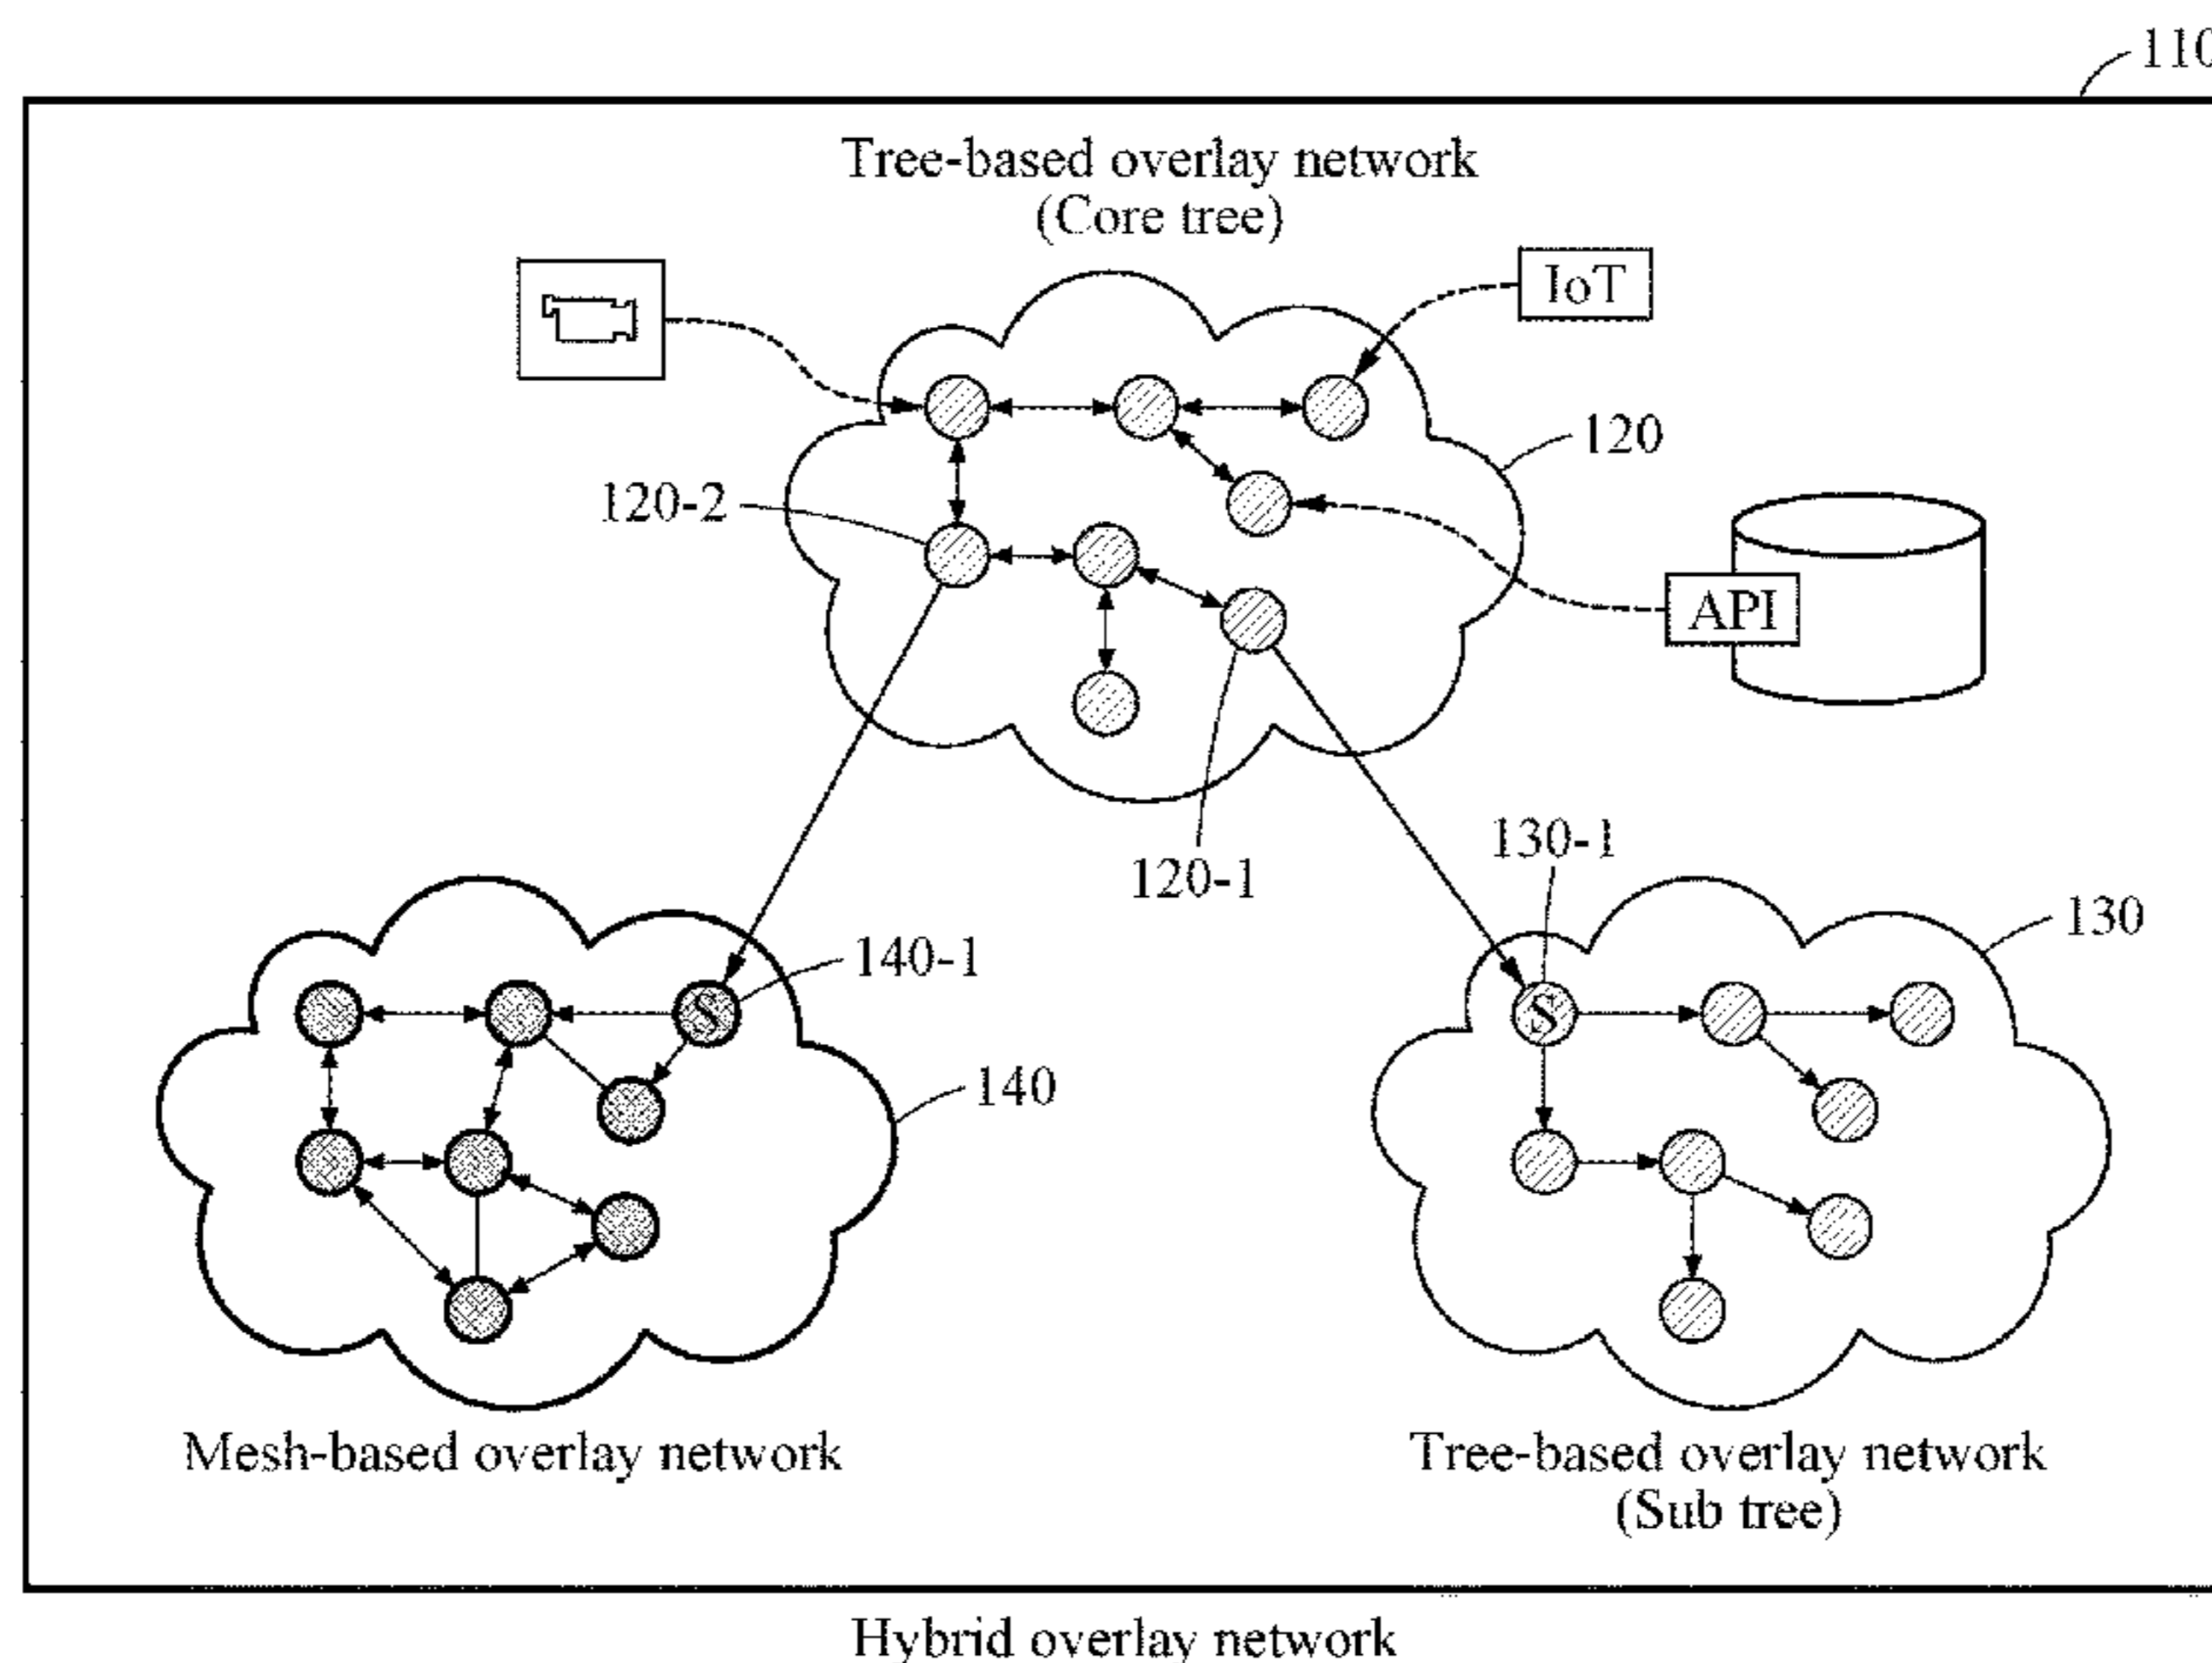 110
Tree-based overlay network
(Core tree)
IoT
120
120-2
API
120-1
130-1
130
140-1
140
S
S
Mesh-based overlay network
Tree-based overlay network
(Sub tree)
Hybrid overlay network